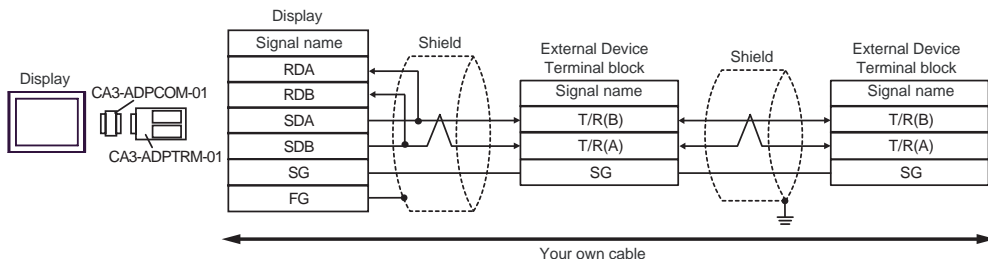 Display
CA3-ADPCOM-01
CA3-ADPTRM-01
Display
Signal name
RDA
RDB
SDA
SDB
SG
FG
Shield
External Device
Terminal block
Signal name
T/R(B)
T/R(A)
SG
Shield
External Device
Terminal block
Signal name
T/R(B)
T/R(A)
SG
Your own cable